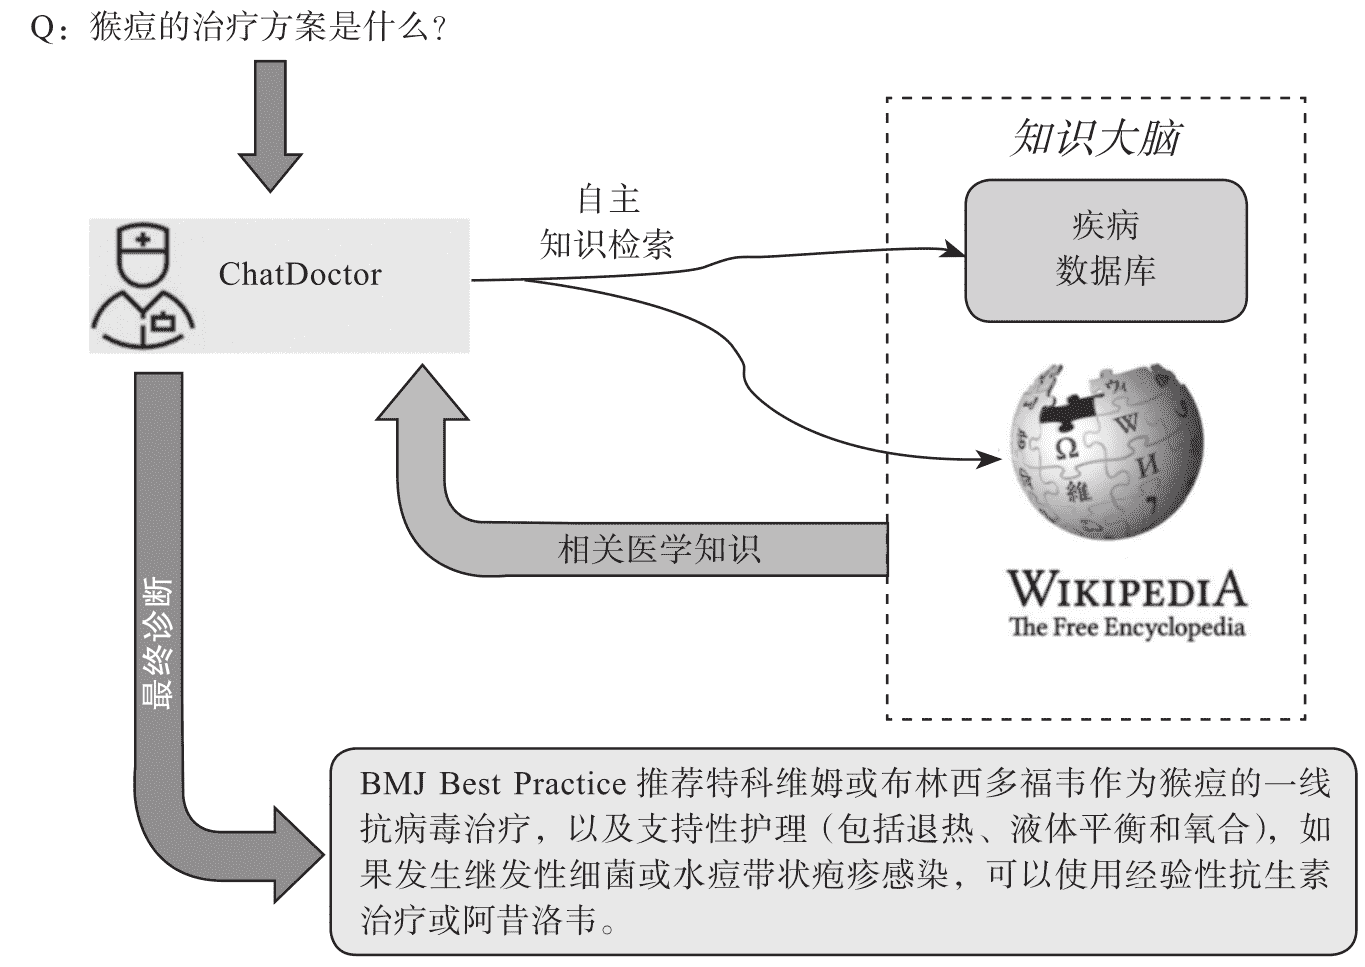 Q：猴痘的治疗方案是什么？
知识大脑
自主
知识检索
疾病
数据库
ChatDoctor
Ω
W
И
維
相关医学知识
WIKIPEDIA
The Free Encyclopedia
最终诊断
BMJ Best Practice 推荐特科维姆或布林西多福韦作为猴痘的一线
抗病毒治疗，以及支持性护理（包括退热、液体平衡和氧合），如
果发生继发性细菌或水痘带状疱疹感染，可以使用经验性抗生素
治疗或阿昔洛韦。